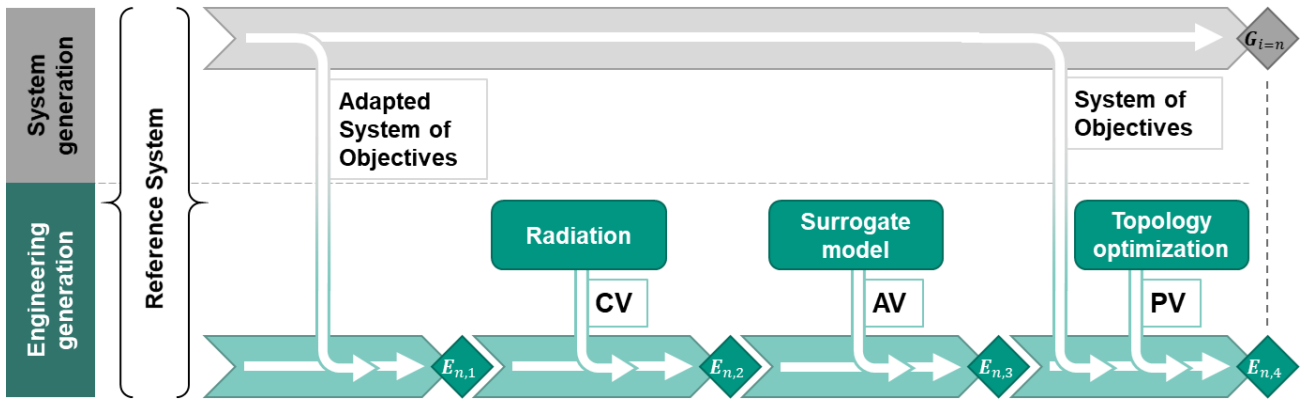 System
generation
Engineering
generation
Reference System
Adapted
System of
Objectives
System of
Objectives
G_{i=n}
Radiation
Surrogate
model
Topology
optimization
CV
AV
PV
E_{n,1}
E_{n,2}
E_{n,3}
E_{n,4}